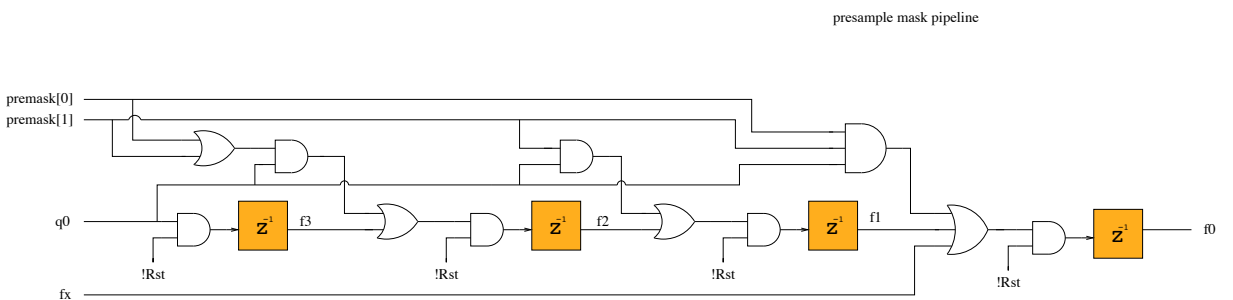 presample mask pipeline
premask[0]
premask[1]
q0
z⁻¹
f3
z⁻¹
f2
z⁻¹
f1
z⁻¹
f0
!Rst
!Rst
!Rst
!Rst
fx